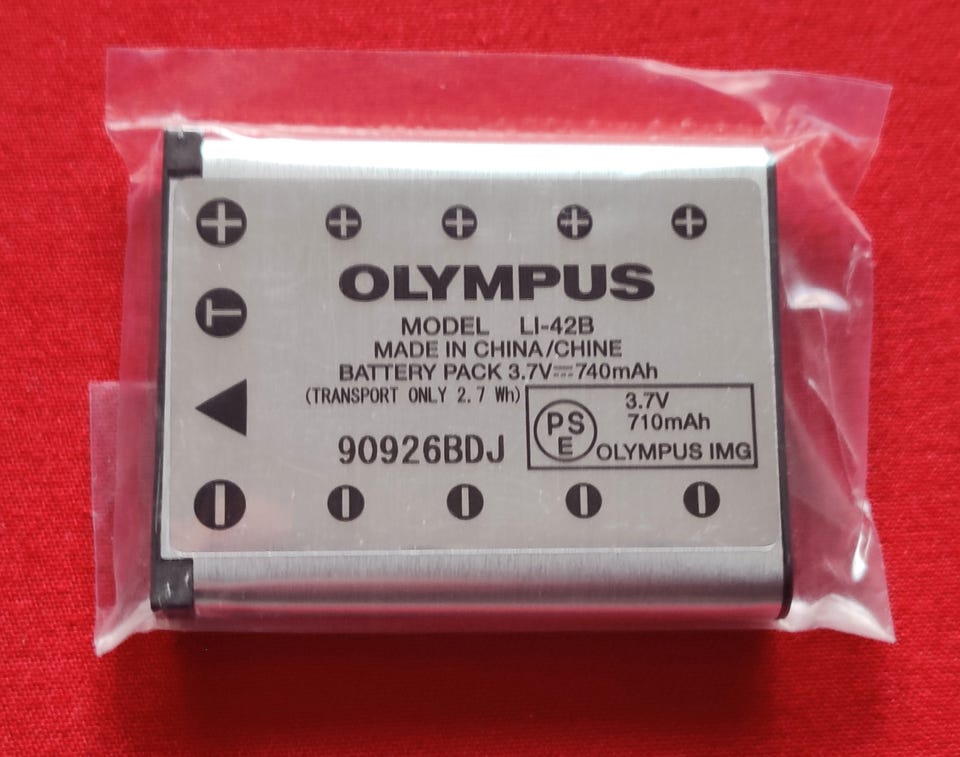 OLYMPUS
MODEL LI-42B
MADE IN CHINA/CHINE
BATTERY PACK 3.7V⎓740mAh
(TRANSPORT ONLY 2.7 Wh)
90926BDJ
PS
E
3.7V
710mAh
OLYMPUS IMG
T